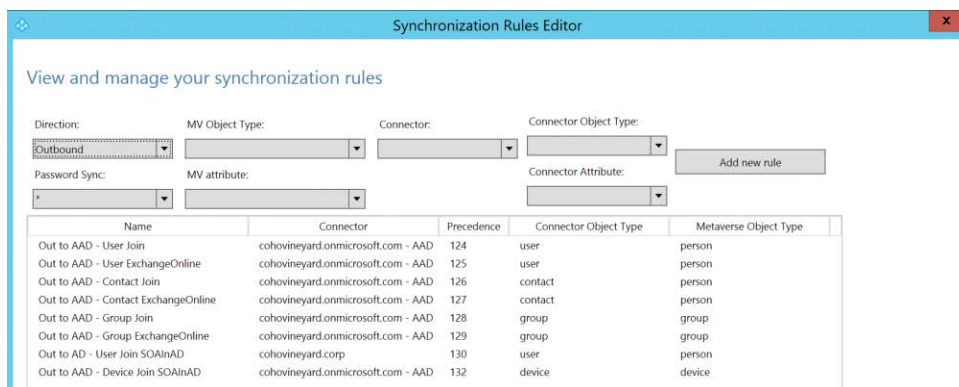 Synchronization Rules Editor
x
View and manage your synchronization rules
Direction: MV Object Type: Connector: Connector Object Type:
Outbound
Add new rule
Password Sync: MV attribute: Connector Attribute:
*
Name Connector Precedence Connector Object Type Metaverse Object Type
Out to AAD - User Join cohovineyard.onmicrosoft.com - AAD 124 user person
Out to AAD - User ExchangeOnline cohovineyard.onmicrosoft.com - AAD 125 user person
Out to AAD - Contact Join cohovineyard.onmicrosoft.com - AAD 126 contact person
Out to AAD - Contact ExchangeOnline cohovineyard.onmicrosoft.com - AAD 127 contact person
Out to AAD - Group Join cohovineyard.onmicrosoft.com - AAD 128 group group
Out to AAD - Group ExchangeOnline cohovineyard.onmicrosoft.com - AAD 129 group group
Out to AD - User Join SOAInAD cohovineyard.corp 130 user person
Out to AAD - Device Join SOAInAD cohovineyard.onmicrosoft.com - AAD 132 device device